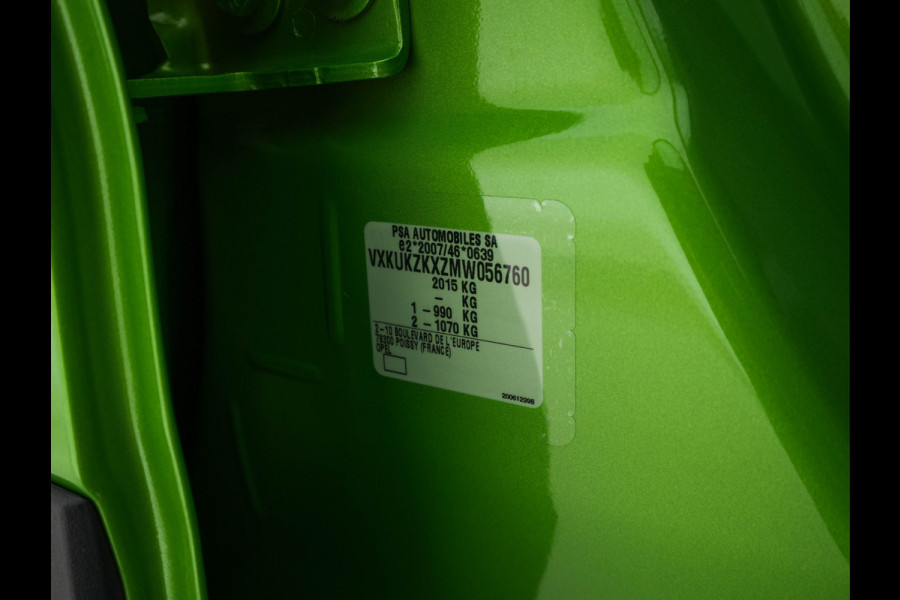 PSA AUTOMOBILES SA
e2*2007/46*0639
VXKUKZKXZMW056760
2015 KG
– KG
1 – 990 KG
2 – 1070 KG
2–10 BOULEVARD DE L'EUROPE
78300 POISSY (FRANCE)
OPEL
20061229B